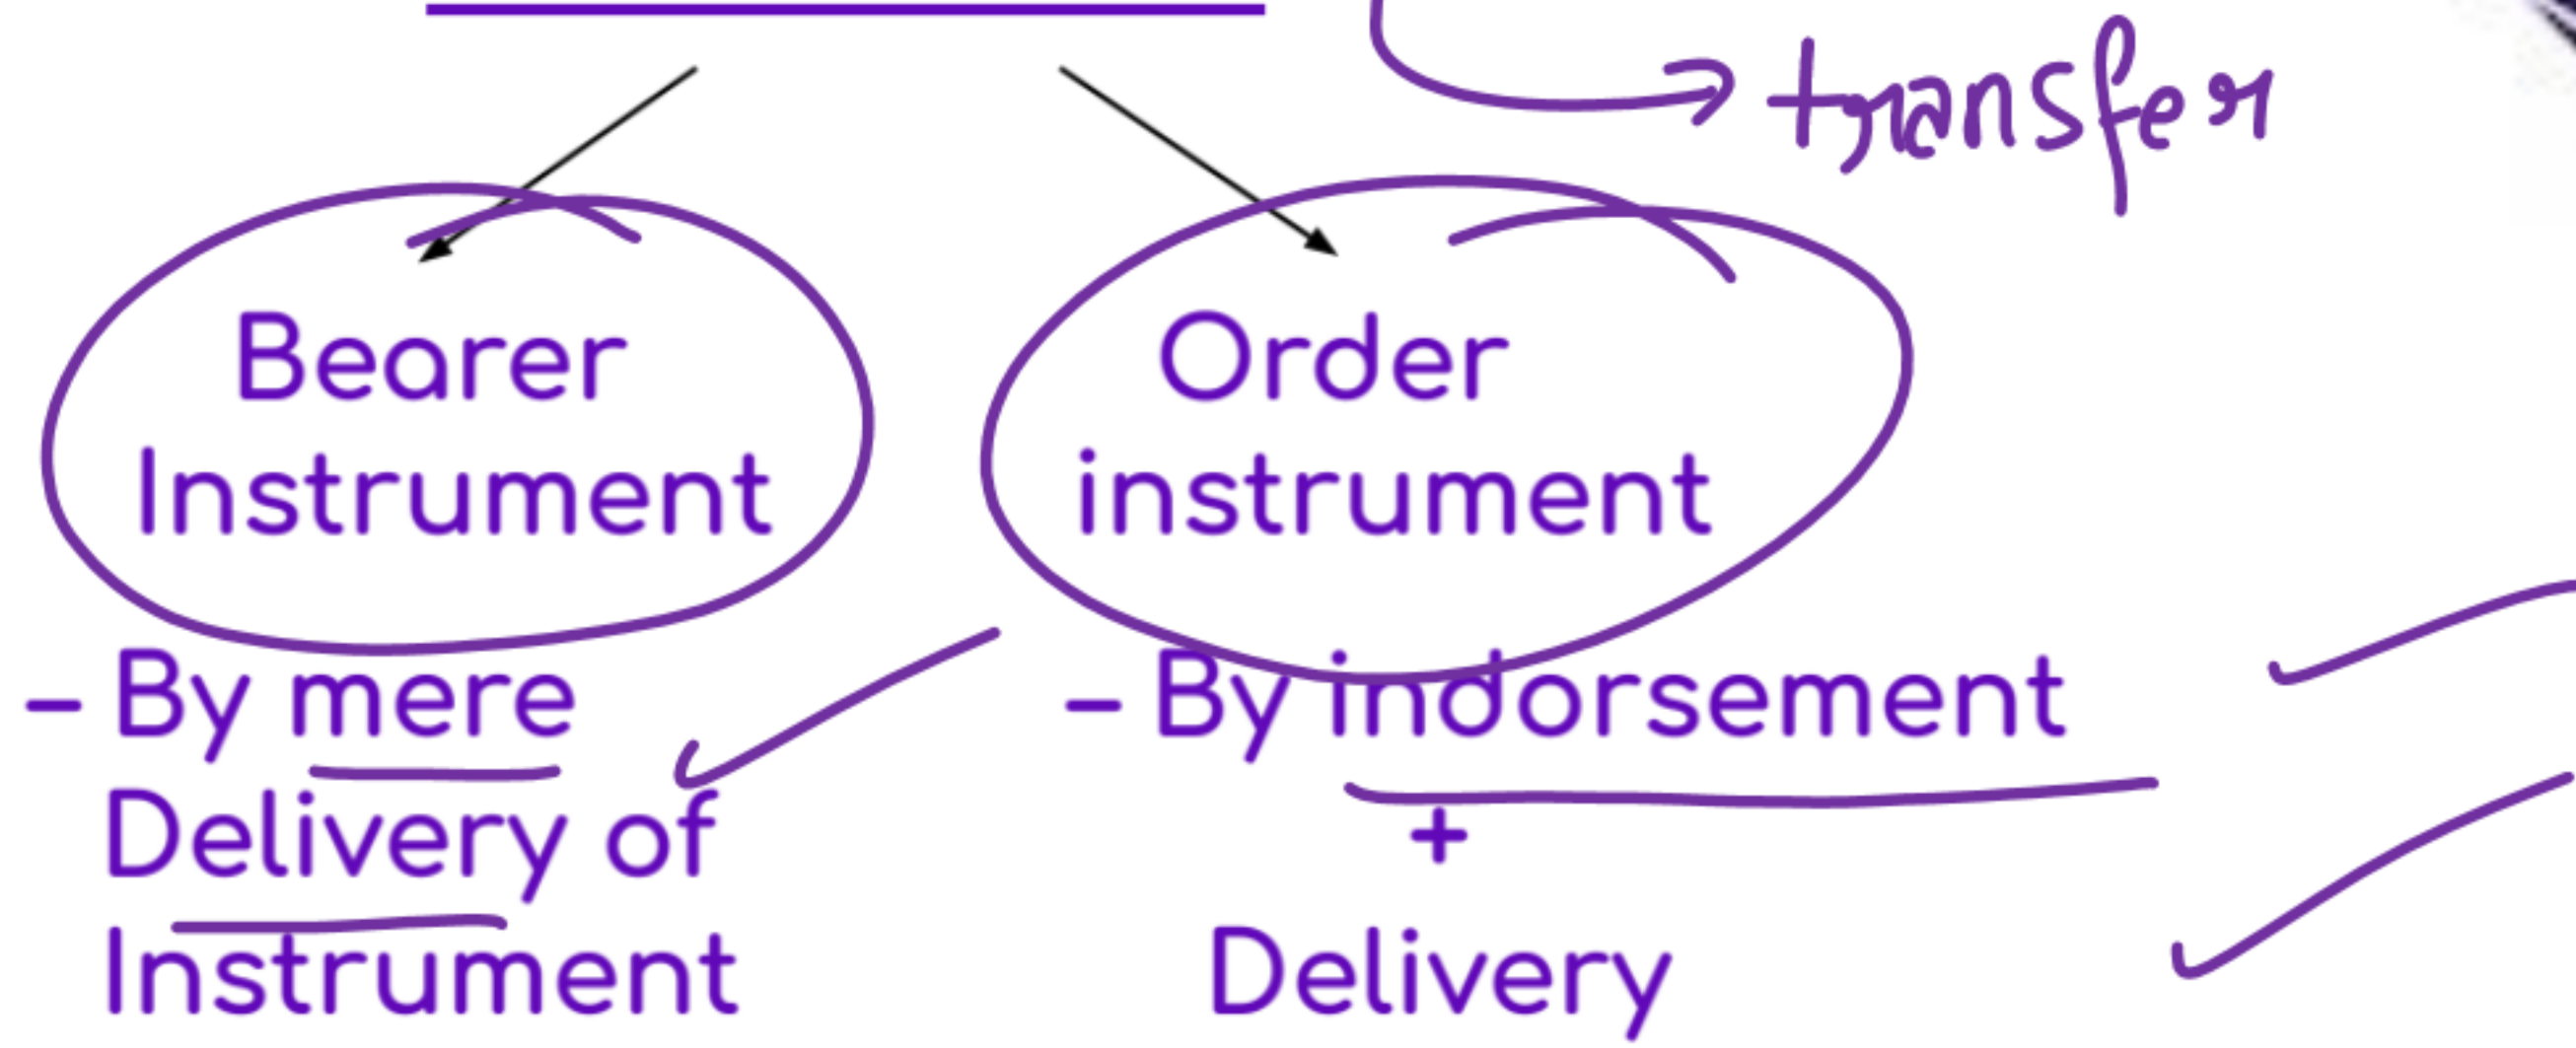 transfer
Bearer
Instrument
Order
instrument
– By mere
Delivery of
Instrument
– By indorsement
+
Delivery